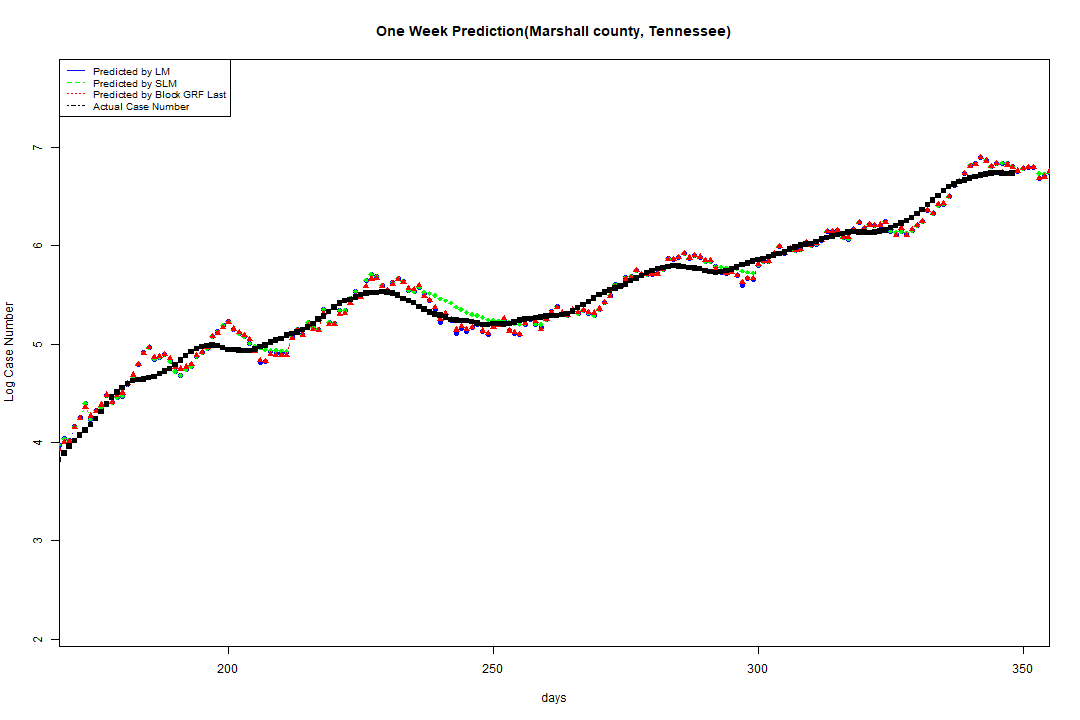 One Week Prediction(Marshall county, Tennessee)
Predicted by LM
Predicted by SLM
Predicted by Block GRF Last
Actual Case Number
7
6
5
4
3
2
Log Case Number
200
250
300
350
days